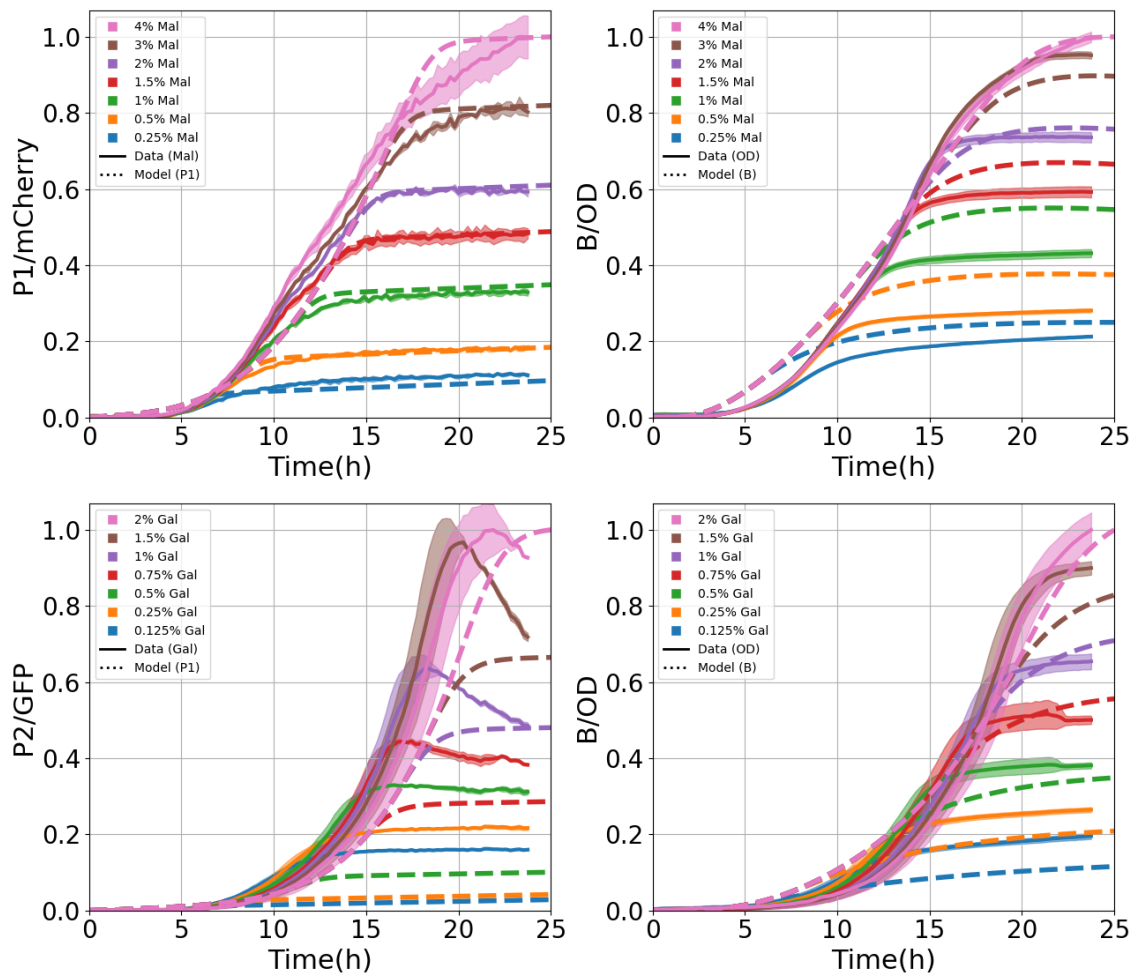 P1/mCherry
1.0
0.8
0.6
0.4
0.2
0.0
4% Mal
3% Mal
2% Mal
1.5% Mal
1% Mal
0.5% Mal
0.25% Mal
Data (Mal)
Model (P1)
0 5 10 15 20 25
Time(h)
B/OD
1.0
0.8
0.6
0.4
0.2
0.0
4% Mal
3% Mal
2% Mal
1.5% Mal
1% Mal
0.5% Mal
0.25% Mal
Data (OD)
Model (B)
0 5 10 15 20 25
Time(h)
P2/GFP
1.0
0.8
0.6
0.4
0.2
0.0
2% Gal
1.5% Gal
1% Gal
0.75% Gal
0.5% Gal
0.25% Gal
0.125% Gal
Data (Gal)
Model (P1)
0 5 10 15 20 25
Time(h)
B/OD
1.0
0.8
0.6
0.4
0.2
0.0
2% Gal
1.5% Gal
1% Gal
0.75% Gal
0.5% Gal
0.25% Gal
0.125% Gal
Data (OD)
Model (B)
0 5 10 15 20 25
Time(h)